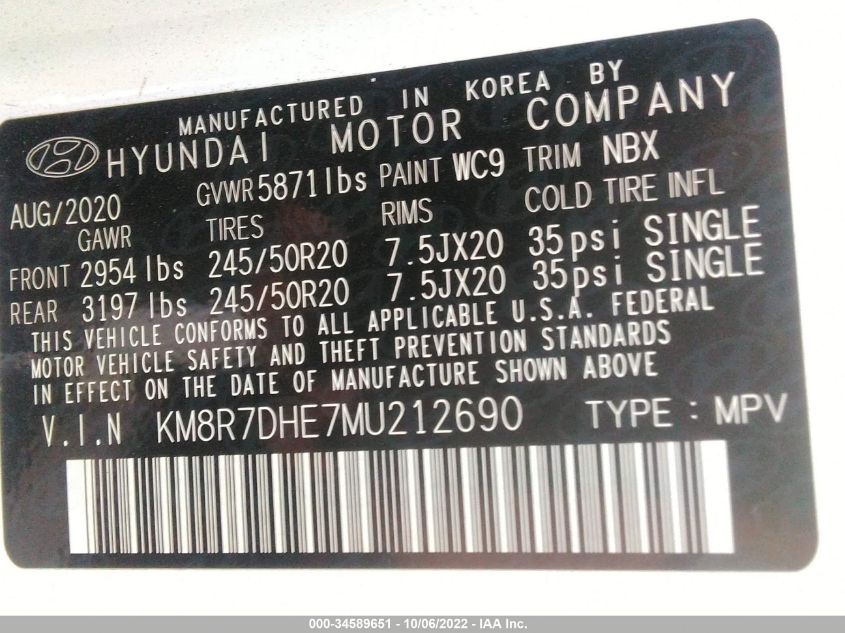 MANUFACTURED IN KOREA BY
HYUNDAI MOTOR COMPANY
AUG/2020 GVWR 5871lbs PAINT WC9 TRIM NBX
GAWR TIRES RIMS COLD TIRE INFL
FRONT 2954 lbs 245/50R20 7.5JX20 35psi SINGLE
REAR 3197 lbs 245/50R20 7.5JX20 35psi SINGLE
THIS VEHICLE CONFORMS TO ALL APPLICABLE U.S.A. FEDERAL
MOTOR VEHICLE SAFETY AND THEFT PREVENTION STANDARDS
IN EFFECT ON THE DATE OF MANUFACTURE SHOWN ABOVE
V.I.N KM8R7DHE7MU212690 TYPE : MPV
000-34589651 - 10/06/2022 - IAA Inc.